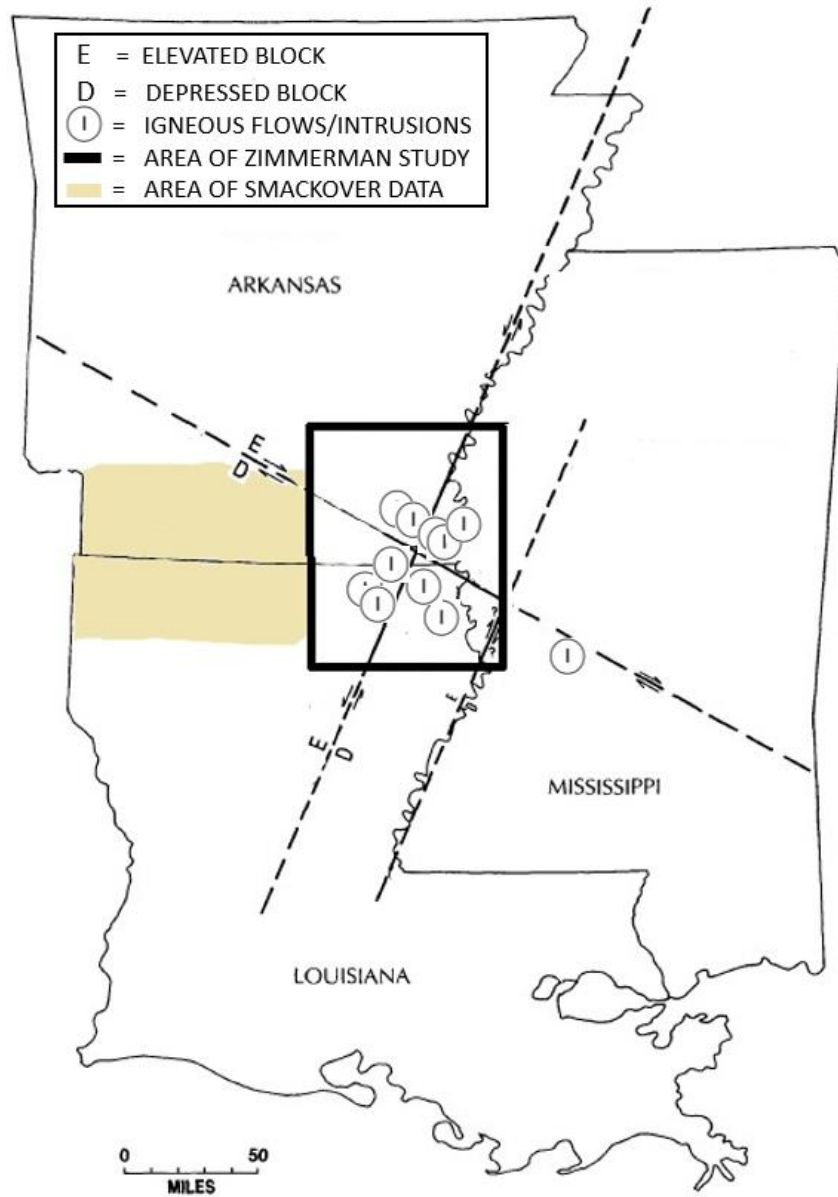 E = ELEVATED BLOCK
D = DEPRESSED BLOCK
I = IGNEOUS FLOWS/INTRUSIONS
= AREA OF ZIMMERMAN STUDY
= AREA OF SMACKOVER DATA
ARKANSAS
E
D
I
I
I
I
I
I
I
I
I
?
?
I
E
D
E
D
MISSISSIPPI
LOUISIANA
0 50
MILES